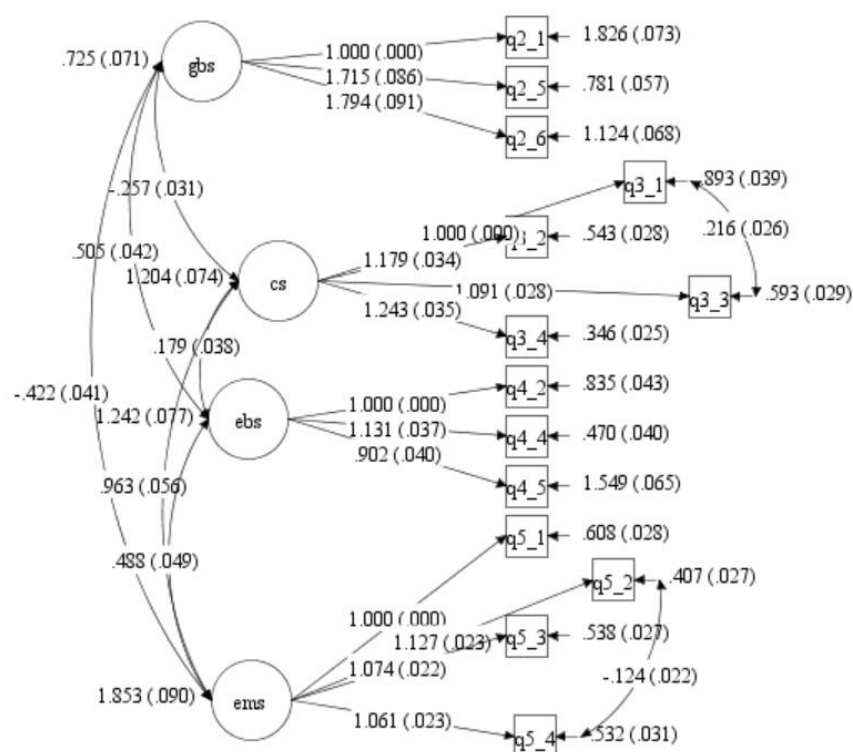 .725 (.071)
gbs
1.000 (.000)
q2_1
1.826 (.073)
1.715 (.086)
q2_5
.781 (.057)
1.794 (.091)
q2_6
1.124 (.068)
-.257 (.031)
q3_1
.893 (.039)
.216 (.026)
1.000 (.000)
_2
.543 (.028)
.505 (.042)
1.179 (.034)
1.204 (.074)
cs
1.091 (.028)
q3_3
.593 (.029)
1.243 (.035)
q3_4
.346 (.025)
.179 (.038)
-.422 (.041)
1.242 (.077)
ebs
1.000 (.000)
q4_2
.835 (.043)
1.131 (.037)
q4_4
.470 (.040)
.902 (.040)
q4_5
1.549 (.065)
.963 (.056)
q5_1
.608 (.028)
.488 (.049)
q5_2
.407 (.027)
1.000 (.000)
1.127 (.023)
q5_3
.538 (.027)
1.074 (.022)
-.124 (.022)
1.853 (.090)
ems
1.061 (.023)
q5_4
.532 (.031)